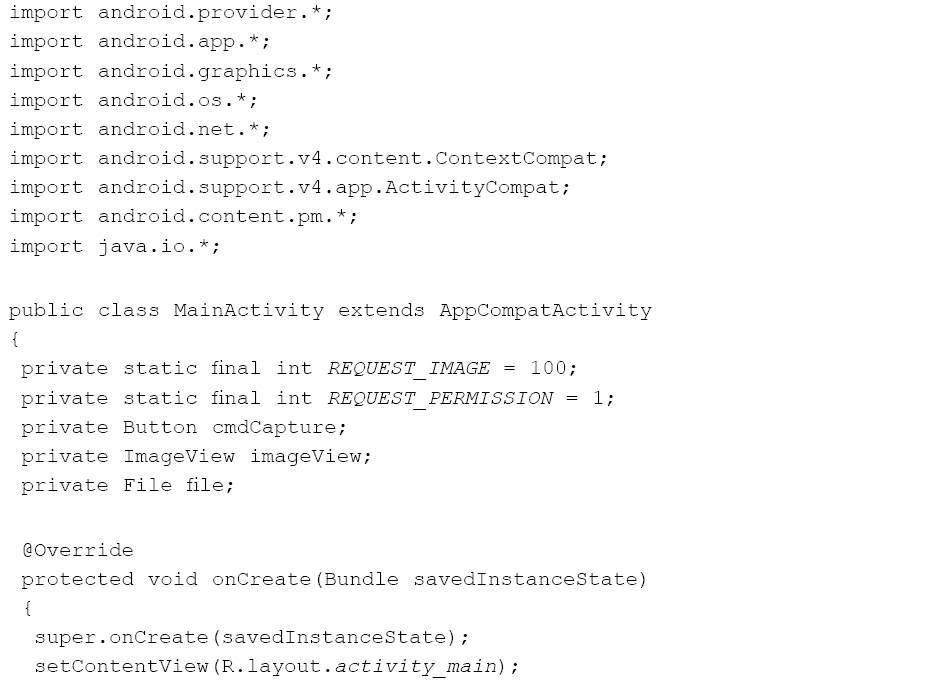 import android.provider.*;
import android.app.*;
import android.graphics.*;
import android.os.*;
import android.net.*;
import android.support.v4.content.ContextCompat;
import android.support.v4.app.ActivityCompat;
import android.content.pm.*;
import java.io.*;
public class MainActivity extends AppCompatActivity
{
private static final int REQUEST_IMAGE = 100;
private static final int REQUEST_PERMISSION = 1;
private Button cmdCapture;
private ImageView imageView;
private File file;
@Override
protected void onCreate(Bundle savedInstanceState)
{
super.onCreate(savedInstanceState);
setContentView(R.layout.activity_main);